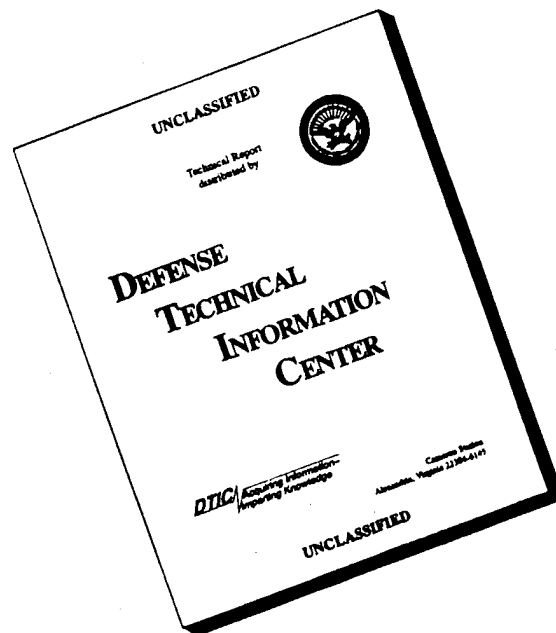 UNCLASSIFIED
Technical Report
distributed by
DEFENSE
TECHNICAL
INFORMATION
CENTER
DTIC
Acquiring Information–
Imparting Knowledge
Cameron Station
Alexandria, Virginia 22304-6145
UNCLASSIFIED